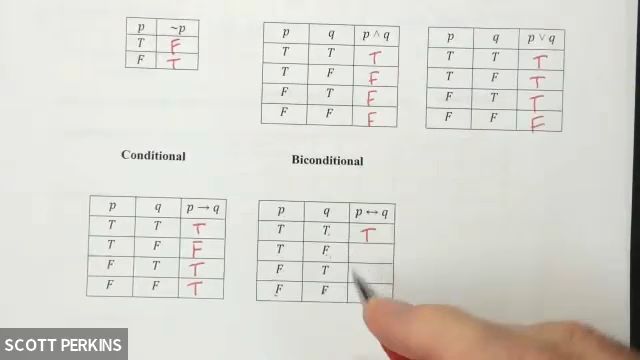 p ~p
T F
F T
p q p ∧ q
T T T
T F F
F T F
F F F
p q p ∨ q
T T T
T F T
F T T
F F F
Conditional Biconditional
p q p → q
T T T
T F F
F T T
F F T
p q p ↔ q
T T T
T F
F T
F F
SCOTT PERKINS